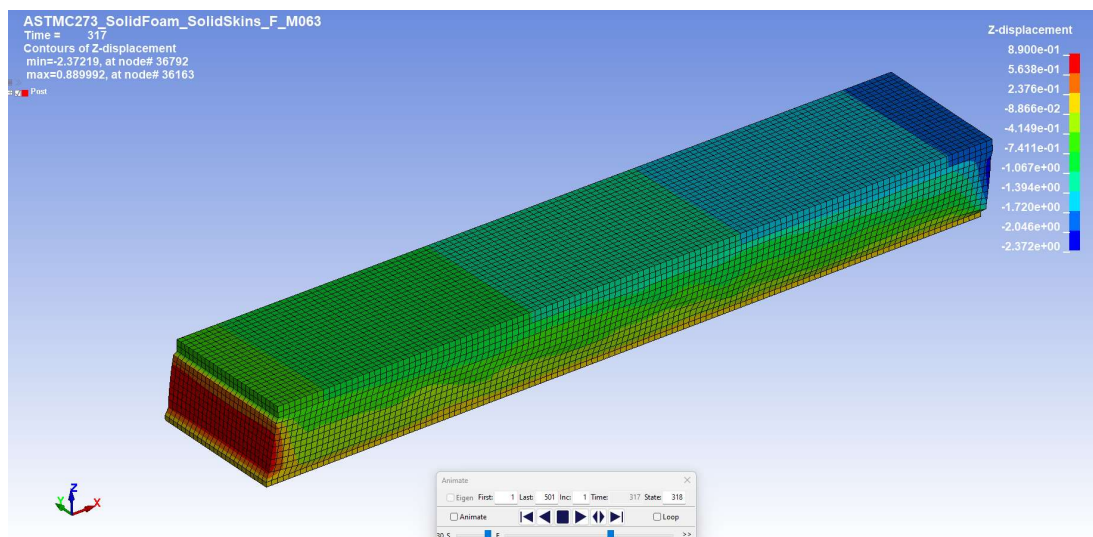 ASTMC273_SolidFoam_SolidSkins_F_M063
Time = 317
Contours of Z-displacement
min=-2.37219, at node# 36792
max=0.889992, at node# 36163
Post
Z-displacement
8.900e-01
5.638e-01
2.376e-01
-8.866e-02
-4.149e-01
-7.411e-01
-1.067e+00
-1.394e+00
-1.720e+00
-2.046e+00
-2.372e+00
Z
Y
X
Animate
Eigen First: 1 Last: 501 Inc: 1 Time: 317 State: 318
Animate Loop
>>